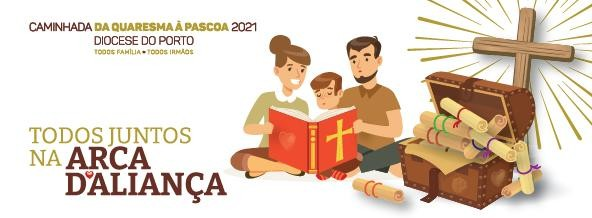 CAMINHADA DA QUARESMA À PASCOA 2021
DIOCESE DO PORTO
TODOS FAMÍLIA • TODOS IRMÃOS
TODOS JUNTOS
NA ARCA
D'ALIANÇA